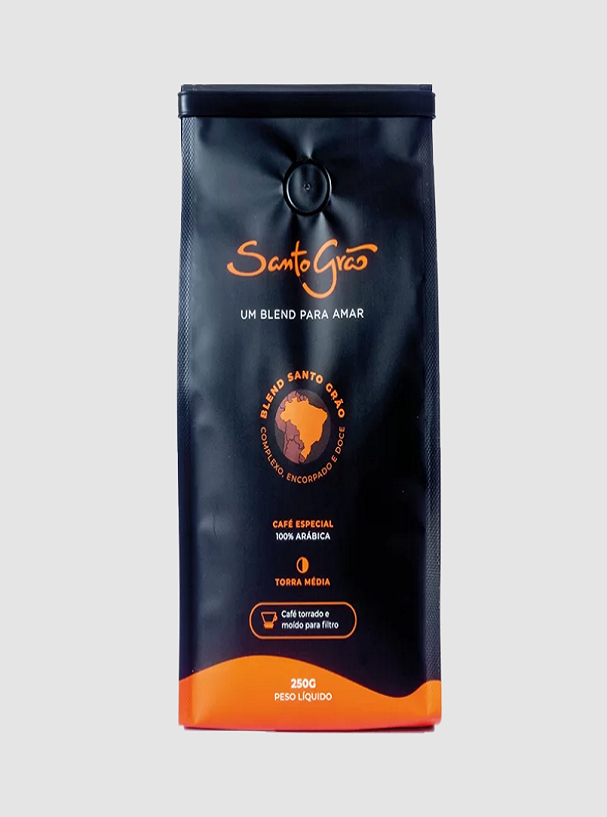 Santo Grão
UM BLEND PARA AMAR
BLEND SANTO GRÃO
COMPLEXO, ENCORPADO E DOCE
CAFÉ ESPECIAL
100% ARÁBICA
TORRA MÉDIA
Café torrado e
moído para filtro
250G
PESO LÍQUIDO